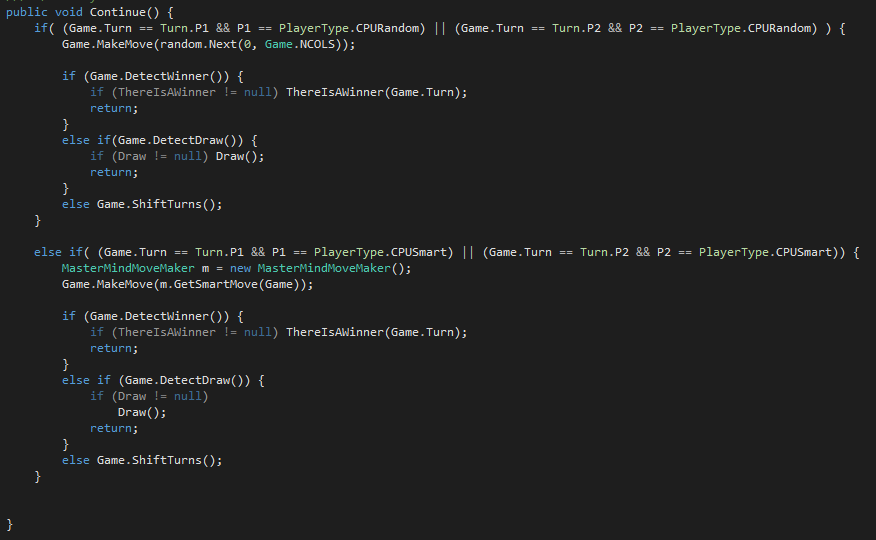 public void Continue() {
if( (Game.Turn == Turn.P1 && P1 == PlayerType.CPURandom) || (Game.Turn == Turn.P2 && P2 == PlayerType.CPURandom) ) {
Game.MakeMove(random.Next(0, Game.NCOLS));
if (Game.DetectWinner()) {
if (ThereIsAWinner != null) ThereIsAWinner(Game.Turn);
return;
}
else if(Game.DetectDraw()) {
if (Draw != null) Draw();
return;
}
else Game.ShiftTurns();
}
else if( (Game.Turn == Turn.P1 && P1 == PlayerType.CPUSmart) || (Game.Turn == Turn.P2 && P2 == PlayerType.CPUSmart)) {
MasterMindMoveMaker m = new MasterMindMoveMaker();
Game.MakeMove(m.GetSmartMove(Game));
if (Game.DetectWinner()) {
if (ThereIsAWinner != null) ThereIsAWinner(Game.Turn);
return;
}
else if (Game.DetectDraw()) {
if (Draw != null)
Draw();
return;
}
else Game.ShiftTurns();
}
}